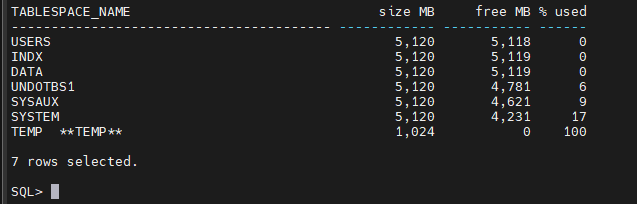 TABLESPACE_NAME                             size MB     free MB % used
---------------------------------------- ------------ ----------- ------
USERS                                         5,120       5,118      0
INDX                                          5,120       5,119      0
DATA                                          5,120       5,119      0
UNDOTBS1                                      5,120       4,781      6
SYSAUX                                        5,120       4,621      9
SYSTEM                                        5,120       4,231     17
TEMP  **TEMP**                                1,024           0    100
7 rows selected.
SQL>